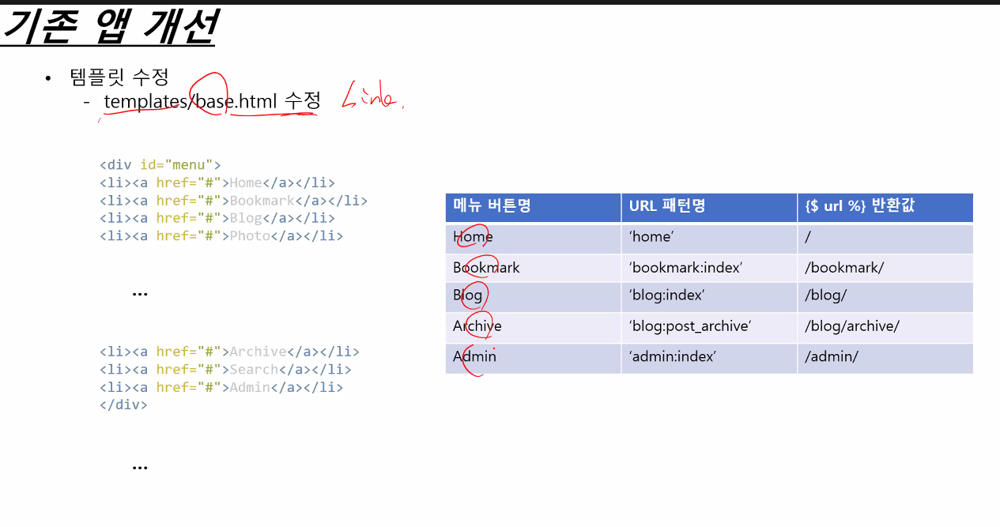 기존 앱 개선
• 템플릿 수정
- templates/base.html 수정 Link.
<div id="menu">
<li><a href="#">Home</a></li>
<li><a href="#">Bookmark</a></li>
<li><a href="#">Blog</a></li>
<li><a href="#">Photo</a></li>
...
<li><a href="#">Archive</a></li>
<li><a href="#">Search</a></li>
<li><a href="#">Admin</a></li>
</div>
...
메뉴 버튼명 URL 패턴명 {$ url %} 반환값
Home ‘home’ /
Bookmark ‘bookmark:index’ /bookmark/
Blog ‘blog:index’ /blog/
Archive ‘blog:post_archive’ /blog/archive/
Admin ‘admin:index’ /admin/